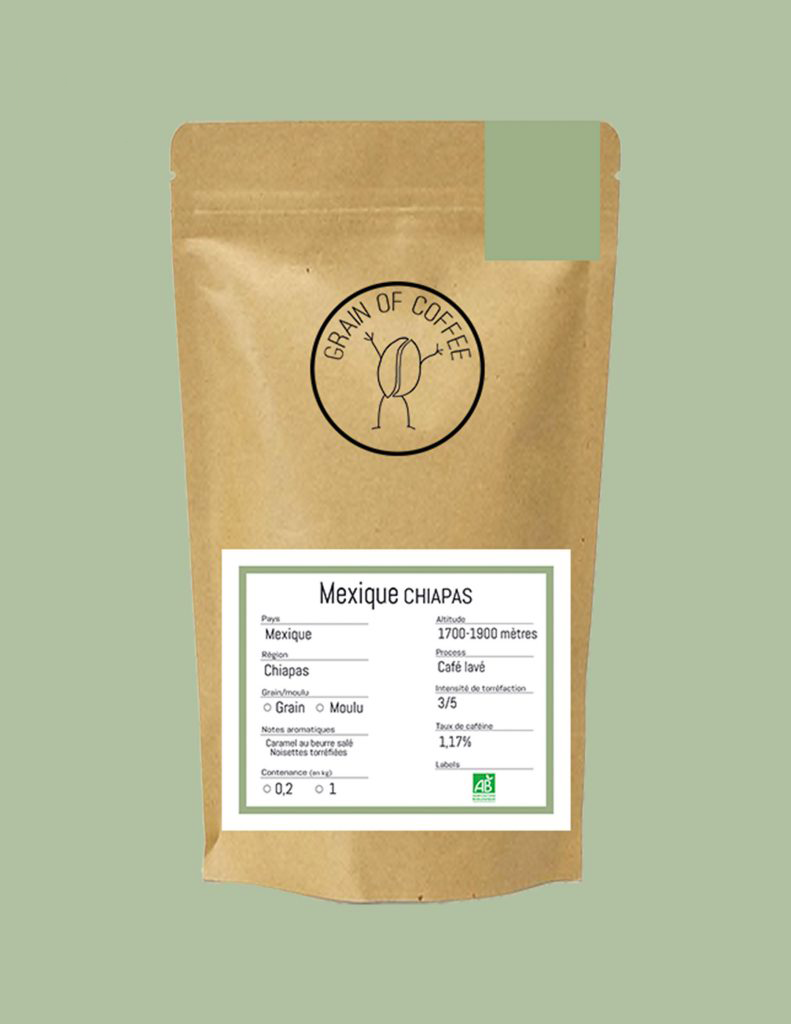 GRAIN OF COFFEE
Mexique CHIAPAS
Pays
Mexique
Région
Chiapas
Grain/moulu
Grain Moulu
Notes aromatiques
Caramel au beurre salé
Noisettes torréfiées
Contenance (en kg)
0,2 1
Altitude
1700-1900 mètres
Process
Café lavé
Intensité de torréfaction
3/5
Taux de caféine
1,17%
Labels
AB
AGRICULTURE
BIOLOGIQUE